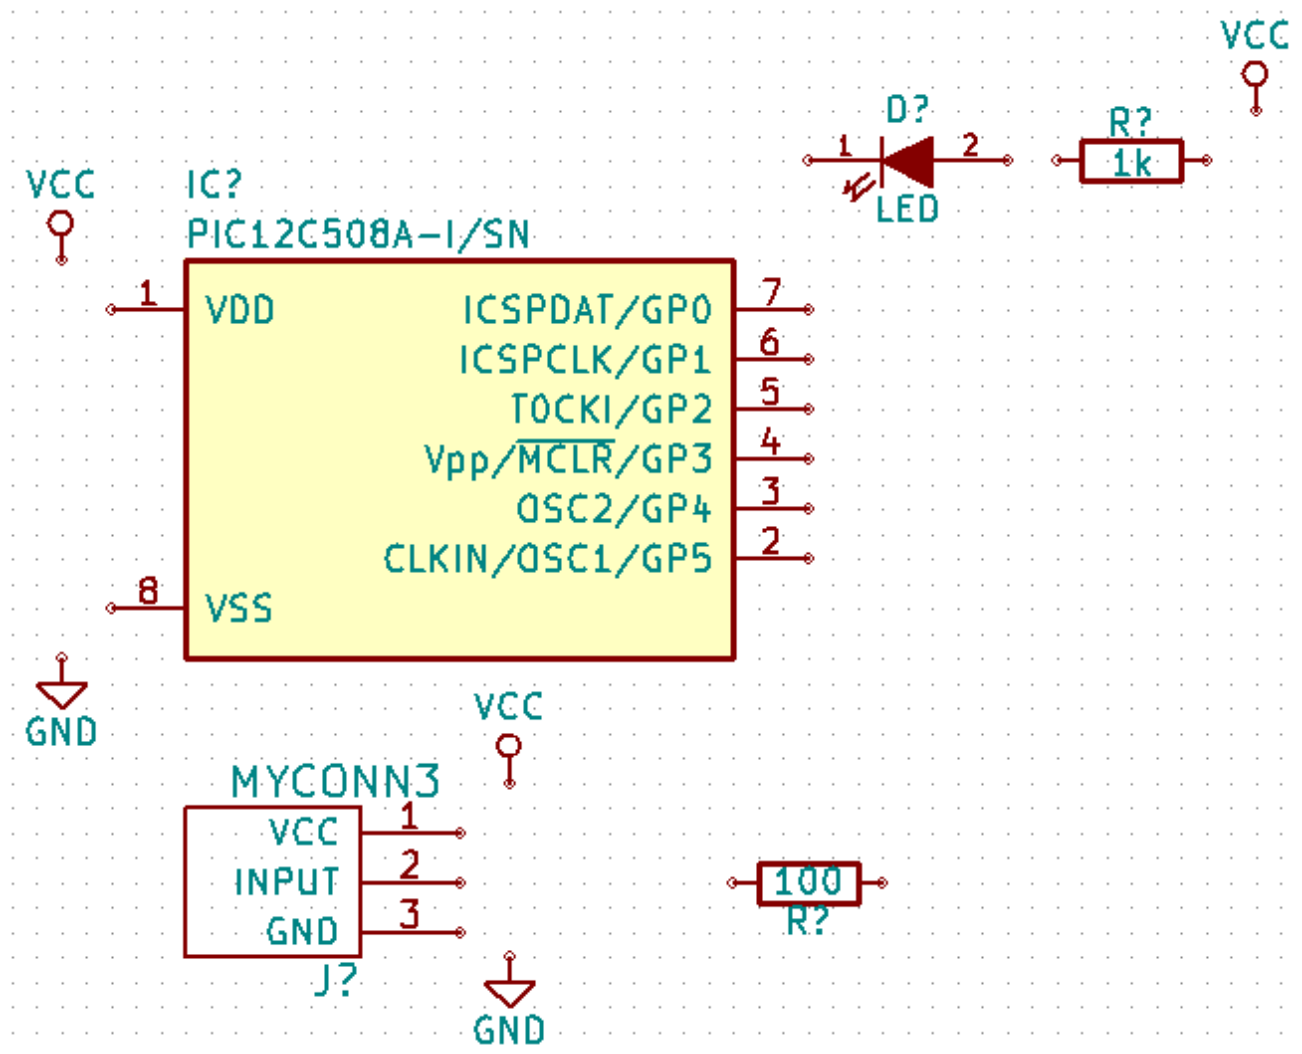 VCC
D?
1 2
LED
R?
1k
VCC
IC?
PIC12C508A-I/SN
1 VDD ICSPDAT/GP0 7
ICSPCLK/GP1 6
T0CKI/GP2 5
Vpp/MCLR/GP3 4
OSC2/GP4 3
CLKIN/OSC1/GP5 2
8 VSS
GND
VCC
MYCONN3
VCC 1
INPUT 2
GND 3
J?
100
R?
GND